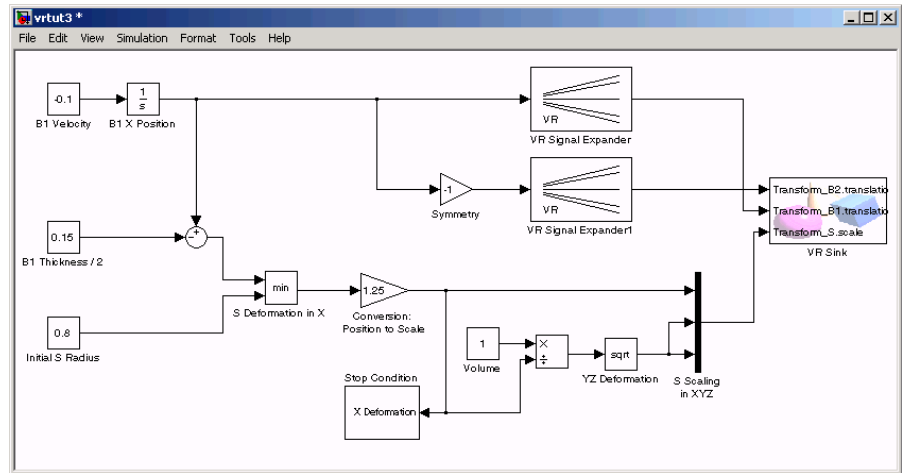 vrtut3 *
File Edit View Simulation Format Tools Help
-0.1
B1 Velocity
1
s
B1 X Position
VR
VR Signal Expander
-1
Symmetry
VR
VR Signal Expander1
Transform_B2.translatio
Transform_B1.translatio
Transform_S.scale
VR Sink
0.15
B1 Thickness / 2
+
−
min
S Deformation in X
1.25
Conversion:
Position to Scale
0.8
Initial S Radius
1
Volume
×
÷
sqrt
YZ Deformation
S Scaling
in XYZ
Stop Condition
X Deformation